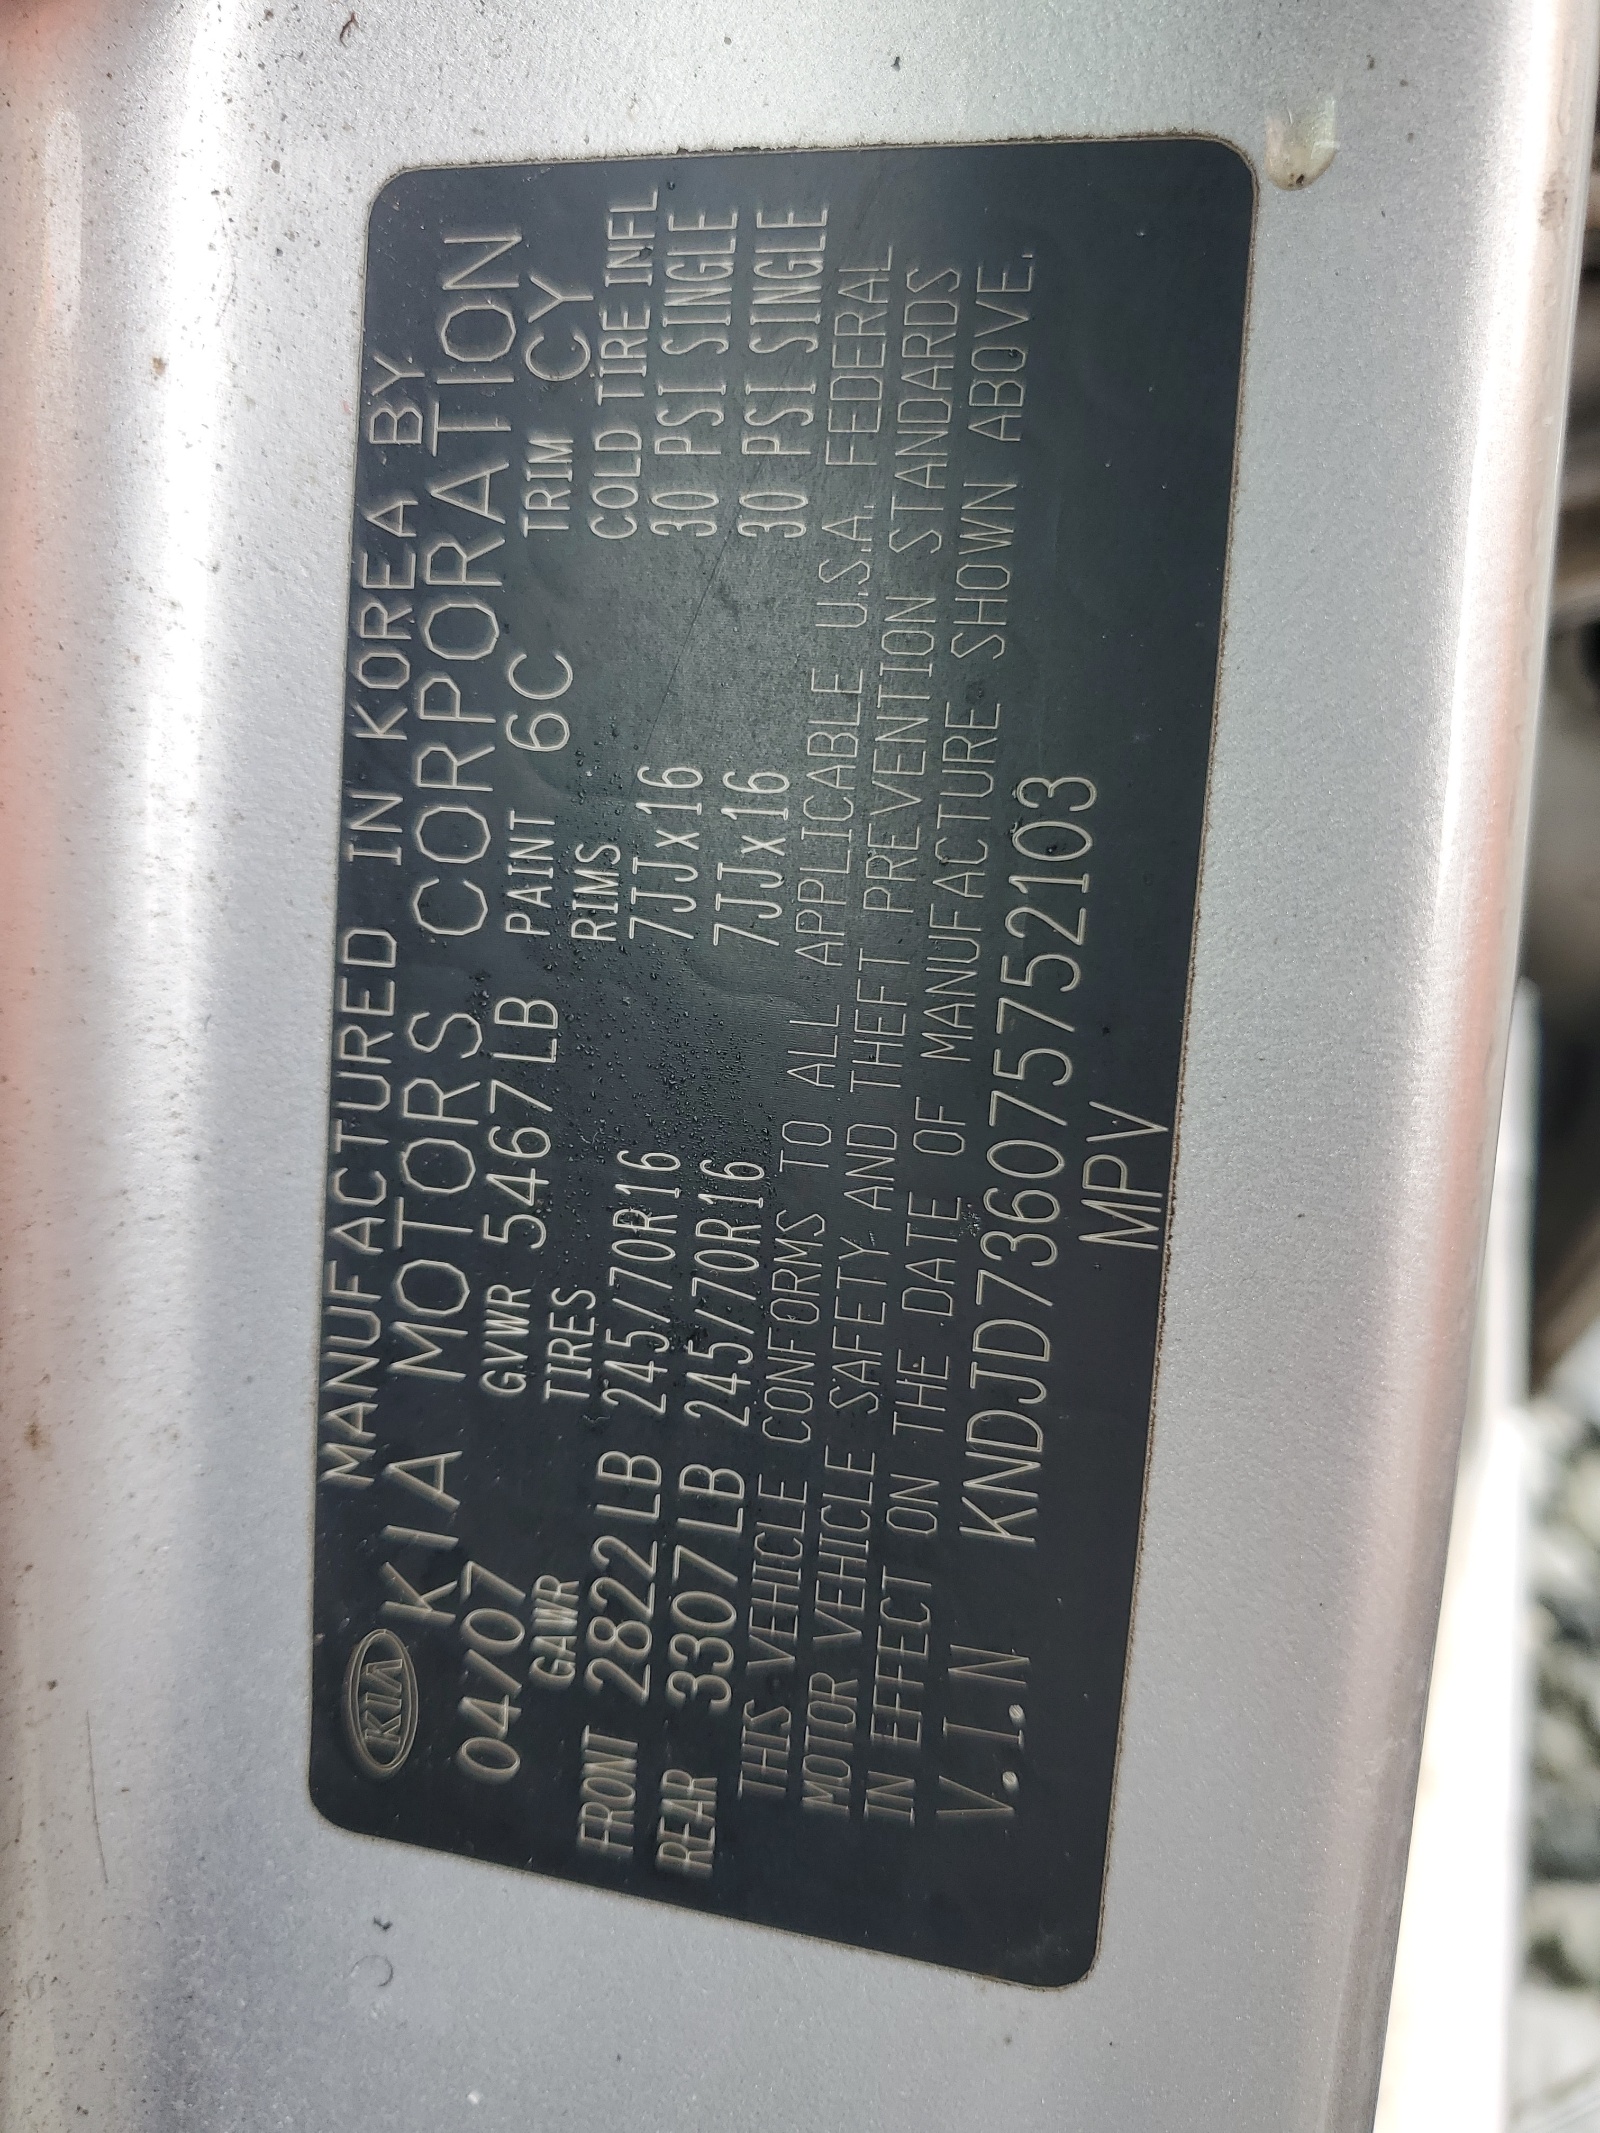 MANUFACTURED IN KOREA BY
KIA KIA MOTORS CORPORATION
04/07 GVWR 5467LB PAINT 6C TRIM CY
GAWR TIRES RIMS COLD TIRE INFL
FRONT 2822LB 245/70R16 7JJx16 30 PSI SINGLE
REAR 3307LB 245/70R16 7JJx16 30 PSI SINGLE
THIS VEHICLE CONFORMS TO ALL APPLICABLE U.S.A. FEDERAL
MOTOR VEHICLE SAFETY AND THEFT PREVENTION STANDARDS
IN EFFECT ON THE DATE OF MANUFACTURE SHOWN ABOVE.
V.I.N KNDJD736075752103
MPV